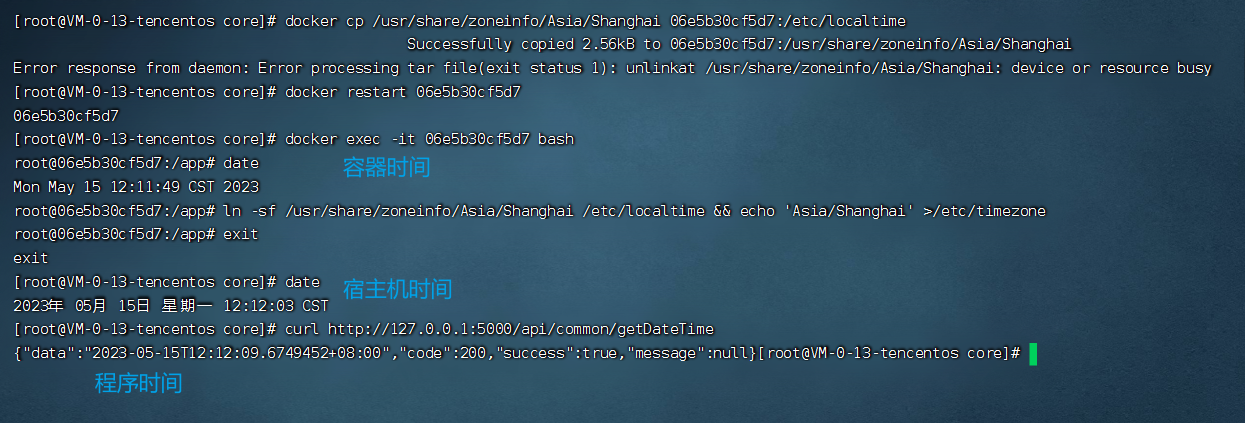 [root@VM-0-13-tencentos core]# docker cp /usr/share/zoneinfo/Asia/Shanghai 06e5b30cf5d7:/etc/localtime
Successfully copied 2.56kB to 06e5b30cf5d7:/usr/share/zoneinfo/Asia/Shanghai
Error response from daemon: Error processing tar file(exit status 1): unlinkat /usr/share/zoneinfo/Asia/Shanghai: device or resource busy
[root@VM-0-13-tencentos core]# docker restart 06e5b30cf5d7
06e5b30cf5d7
[root@VM-0-13-tencentos core]# docker exec -it 06e5b30cf5d7 bash
root@06e5b30cf5d7:/app# date
容器时间
Mon May 15 12:11:49 CST 2023
root@06e5b30cf5d7:/app# ln -sf /usr/share/zoneinfo/Asia/Shanghai /etc/localtime && echo 'Asia/Shanghai' >/etc/timezone
root@06e5b30cf5d7:/app# exit
exit
[root@VM-0-13-tencentos core]# date
宿主机时间
2023年 05月 15日 星期一 12:12:03 CST
[root@VM-0-13-tencentos core]# curl http://127.0.0.1:5000/api/common/getDateTime
{"data":"2023-05-15T12:12:09.6749452+08:00","code":200,"success":true,"message":null}[root@VM-0-13-tencentos core]#
程序时间